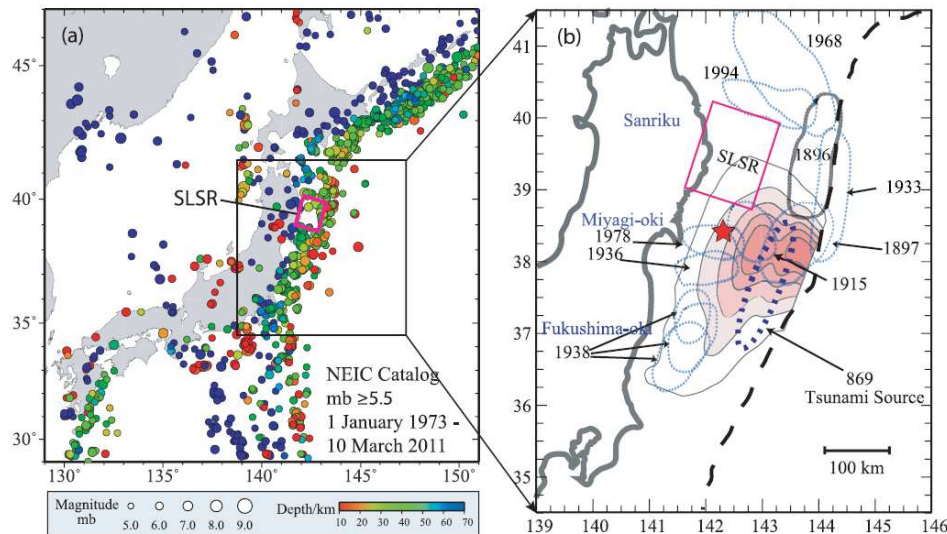 (a)
45°
40°
35°
30°
SLSR
NEIC Catalog
mb ≥5.5
1 January 1973 -
10 March 2011
130°
135°
140°
145°
150°
Magnitude
mb
5.0
6.0
7.0
8.0
9.0
Depth/km
10 20 30 40 50 60 70
(b)
41
40
39
38
37
36
35
1968
1994
Sanriku
SLSR
1896
1933
Miyagi-oki
1978
1936
1897
1915
Fukushima-oki
1938
869
Tsunami Source
100 km
139 140 141 142 143 144 145 146